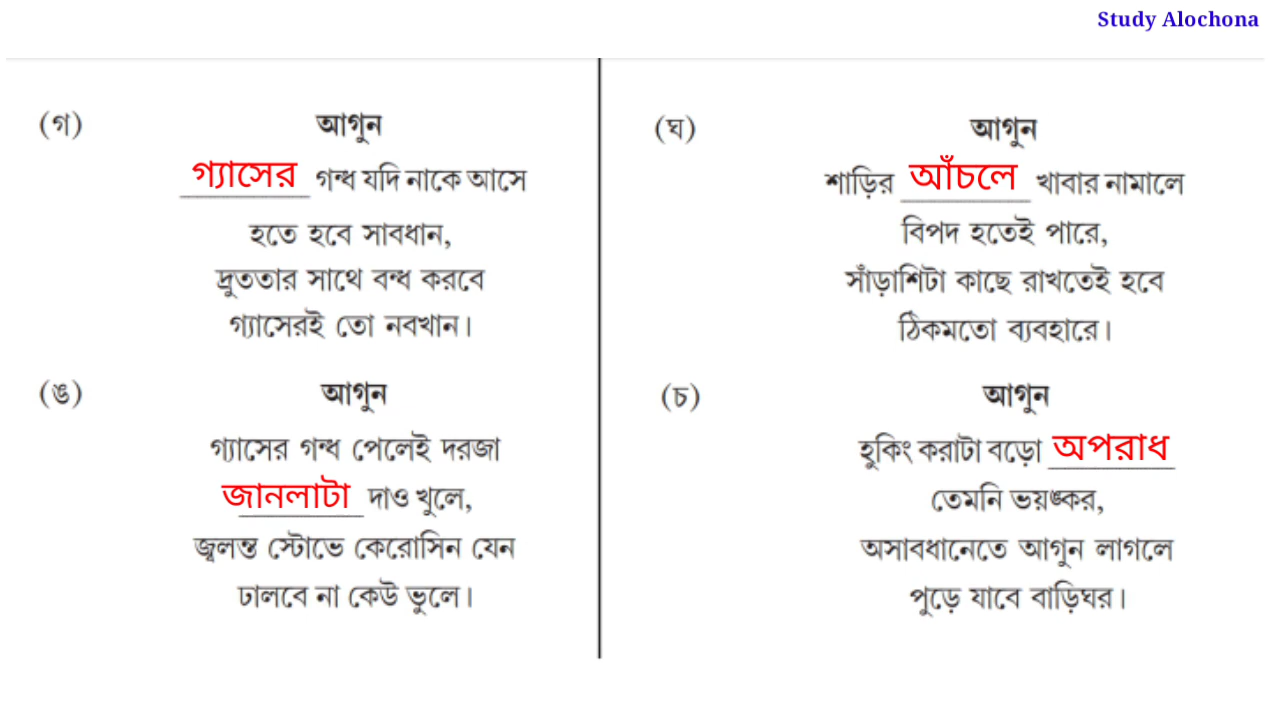 Study Alochona
(গ) আগুন
গ্যাসের গন্ধ যদি নাকে আসে
হতে হবে সাবধান,
দ্রুততার সাথে বন্ধ করবে
গ্যাসেরই তো নবখান।
(ঘ) আগুন
শাড়ির আঁচলে খাবার নামালে
বিপদ হতেই পারে,
সাঁড়াশিটা কাছে রাখতেই হবে
ঠিকমতো ব্যবহারে।
(ঙ) আগুন
গ্যাসের গন্ধ পেলেই দরজা
জানলাটা দাও খুলে,
জ্বলন্ত স্টোভে কেরোসিন যেন
ঢালবে না কেউ ভুলে।
(চ) আগুন
হুকিং করাটা বড়ো অপরাধ
তেমনি ভয়ঙ্কর,
অসাবধানেতে আগুন লাগলে
পুড়ে যাবে বাড়িঘর।